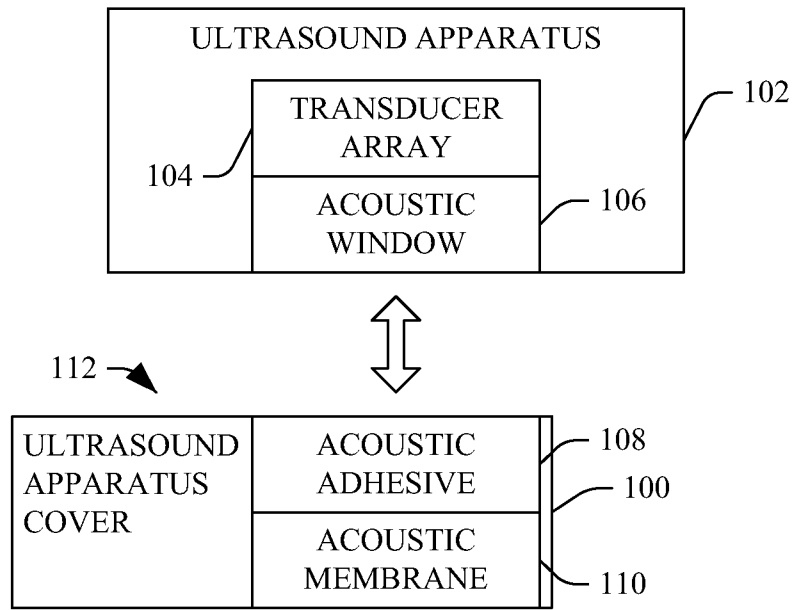 ULTRASOUND APPARATUS
102
TRANSDUCER
ARRAY
104
ACOUSTIC
WINDOW
106
112
ULTRASOUND
APPARATUS
COVER
ACOUSTIC
ADHESIVE
108
100
ACOUSTIC
MEMBRANE
110